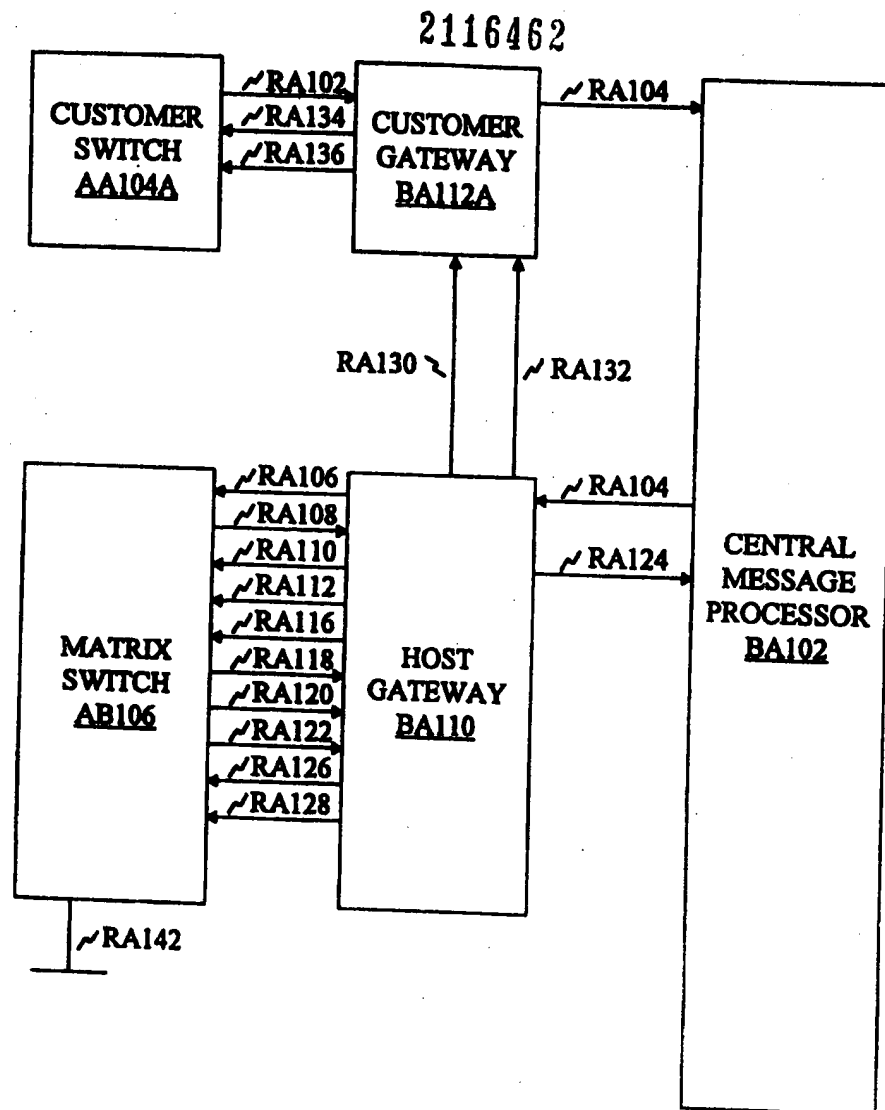 2116462
CUSTOMER
SWITCH
AA104A
RA102
RA134
RA136
CUSTOMER
GATEWAY
BA112A
RA104
RA130
RA132
MATRIX
SWITCH
AB106
RA106
RA108
RA110
RA112
RA116
RA118
RA120
RA122
RA126
RA128
HOST
GATEWAY
BA110
RA104
RA124
CENTRAL
MESSAGE
PROCESSOR
BA102
RA142